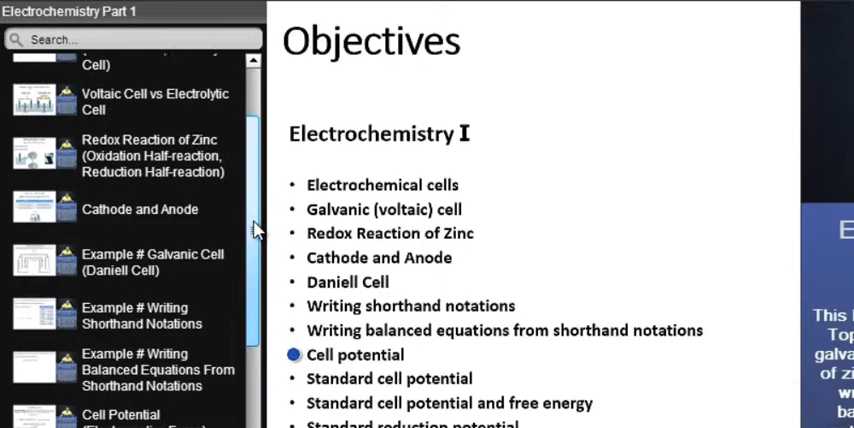 Electrochemistry Part 1
Search...
Cell)
Voltaic Cell vs Electrolytic
Cell
Redox Reaction of Zinc
(Oxidation Half-reaction,
Reduction Half-reaction)
Cathode and Anode
Example # Galvanic Cell
(Daniell Cell)
Example # Writing
Shorthand Notations
Example # Writing
Balanced Equations From
Shorthand Notations
Cell Potential
Objectives
Electrochemistry I
• Electrochemical cells
• Galvanic (voltaic) cell
• Redox Reaction of Zinc
• Cathode and Anode
• Daniell Cell
• Writing shorthand notations
• Writing balanced equations from shorthand notations
Cell potential
• Standard cell potential
• Standard cell potential and free energy
• Standard reduction potential
E
This
Top
galva
of zi
w
ba